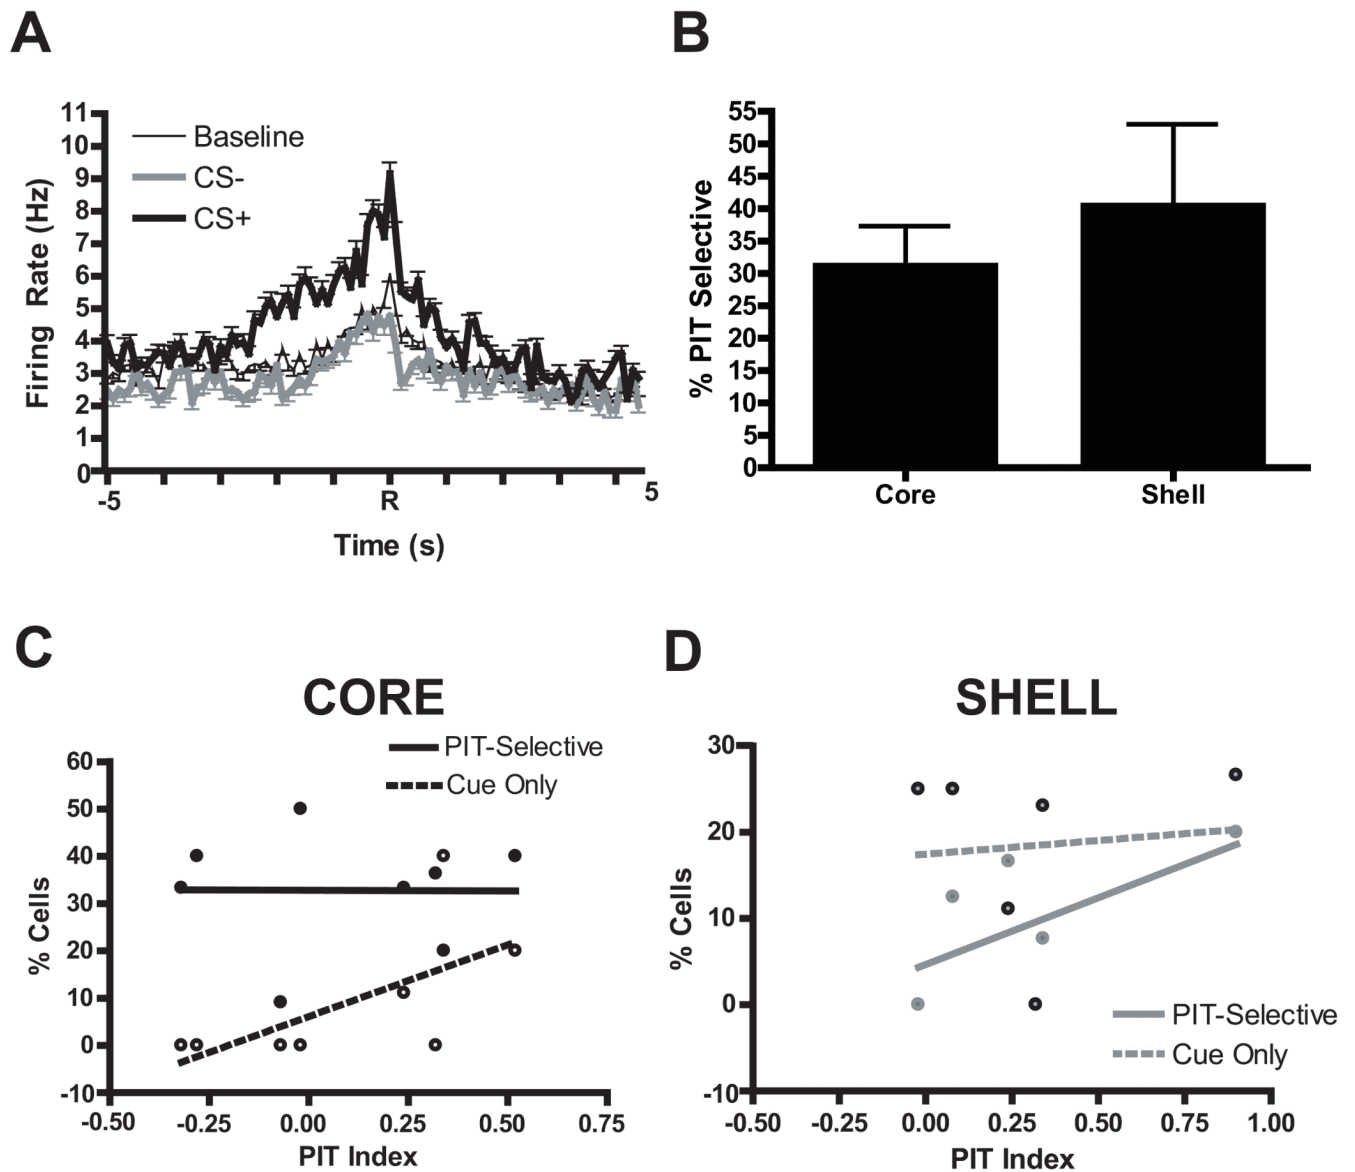 A
11
10
9
8
7
6
5
4
3
2
1
0
Firing Rate (Hz)
Baseline
CS-
CS+
-5
R
5
Time (s)
B
55
50
45
40
35
30
25
20
15
10
5
0
% PIT Selective
Core
Shell
C
CORE
PIT-Selective
Cue Only
60
50
40
30
20
10
0
-10
% Cells
-0.50
-0.25
0.00
0.25
0.50
0.75
PIT Index
D
SHELL
30
20
10
0
-10
% Cells
PIT-Selective
Cue Only
-0.50
-0.25
0.00
0.25
0.50
0.75
1.00
PIT Index